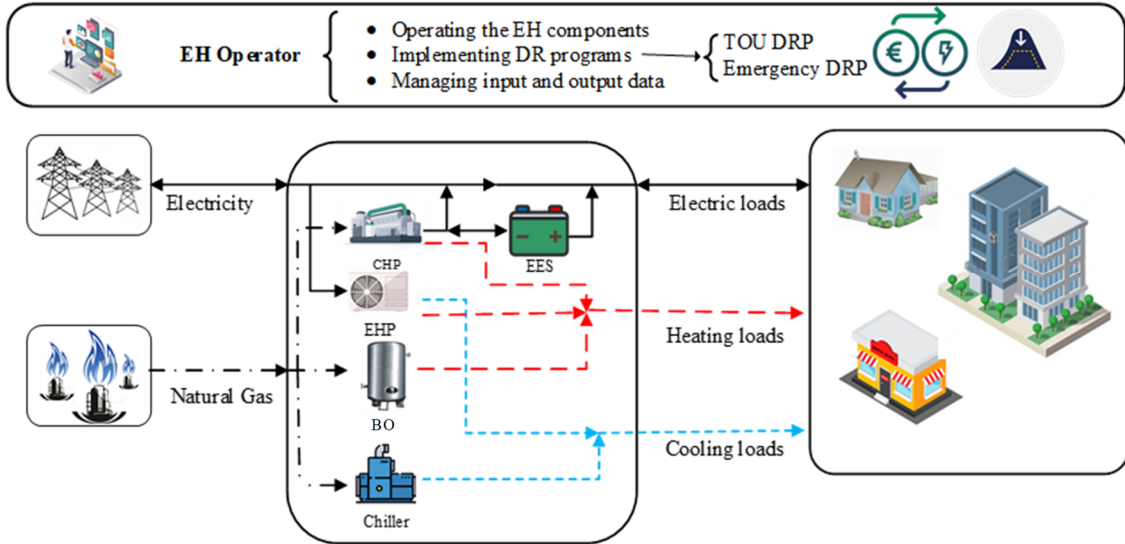 EH Operator
• Operating the EH components
• Implementing DR programs
• Managing input and output data
TOU DRP
Emergency DRP
€
Electricity
Electric loads
CHP
EES
EHP
Heating loads
Natural Gas
BO
Cooling loads
Chiller